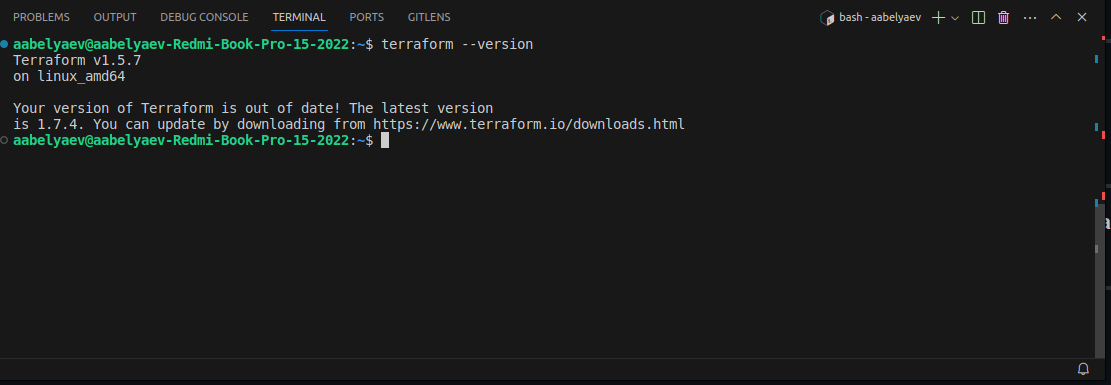 PROBLEMS OUTPUT DEBUG CONSOLE TERMINAL PORTS GITLENS bash - aabelyaev
aabelyaev@aabelyaev-Redmi-Book-Pro-15-2022:~$ terraform --version
Terraform v1.5.7
on linux_amd64
Your version of Terraform is out of date! The latest version
is 1.7.4. You can update by downloading from https://www.terraform.io/downloads.html
aabelyaev@aabelyaev-Redmi-Book-Pro-15-2022:~$